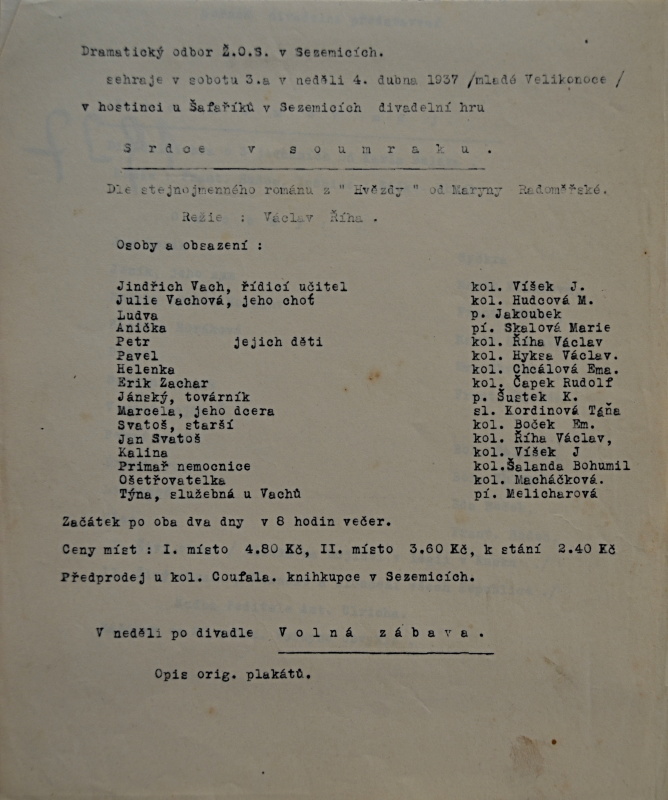 Dramatický odbor Ž.O.S. v Sezemicích.
sehraje v sobotu 3.a v neděli 4. dubna 1937 /mladé Velikonoce /
v hostinci u Šafaříků v Sezemicích divadelní hru
S r d c e v s o u m r a k u .
Dle stejnojmenného románu z " Hvězdy " od Maryny Radoměřské.
Režie : Václav Říha .
Osoby a obsazení :
Jindřich Vach, řídicí učitel kol. Víšek J.
Julie Vachová, jeho choť kol. Hudcová M.
Ludva p. Jakoubek
Anička pí. Skalová Marie
Petr jejich děti kol. Říha Václav
Pavel kol. Hyksa Václav.
Helenka kol. Chcálová Ema.
Erik Zachar kol. Čapek Rudolf
Jánský, továrník p. Šustek K.
Marcela, jeho dcera sl. Kordinová Táňa
Svatoš, starší kol. Boček Em.
Jan Svatoš kol. Říha Václav,
Kalina kol. Víšek J
Primař nemocnice kol.Šalanda Bohumil
Ošetřovatelka kol. Macháčková.
Týna, služebná u Vachů pí. Melicharová
Začátek po oba dva dny v 8 hodin večer.
Ceny míst : I. místo 4.80 Kč, II. místo 3.60 Kč, k stání 2.40 Kč
Předprodej u kol. Coufala. knihkupce v Sezemicích.
V neděli po divadle V o l n á z á b a v a .
Opis orig. plakátů.